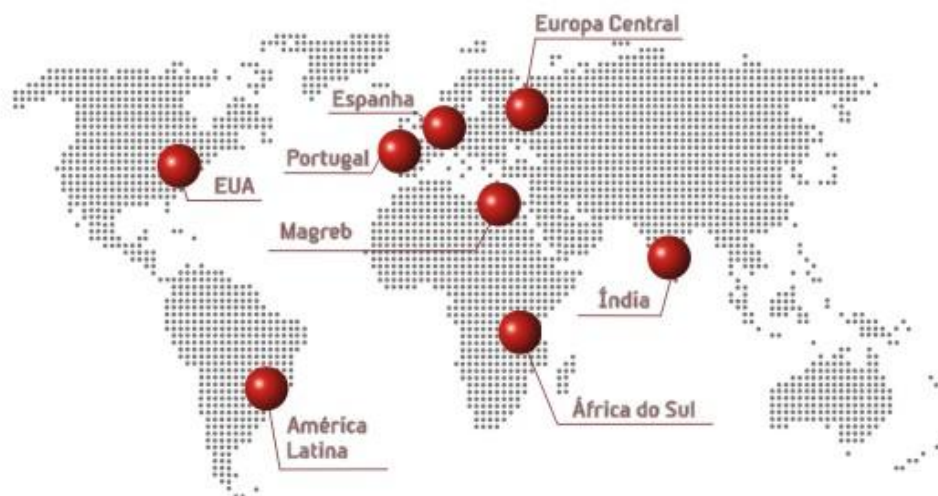 Europa Central
Espanha
Portugal
EUA
Magreb
Índia
África do Sul
América
Latina